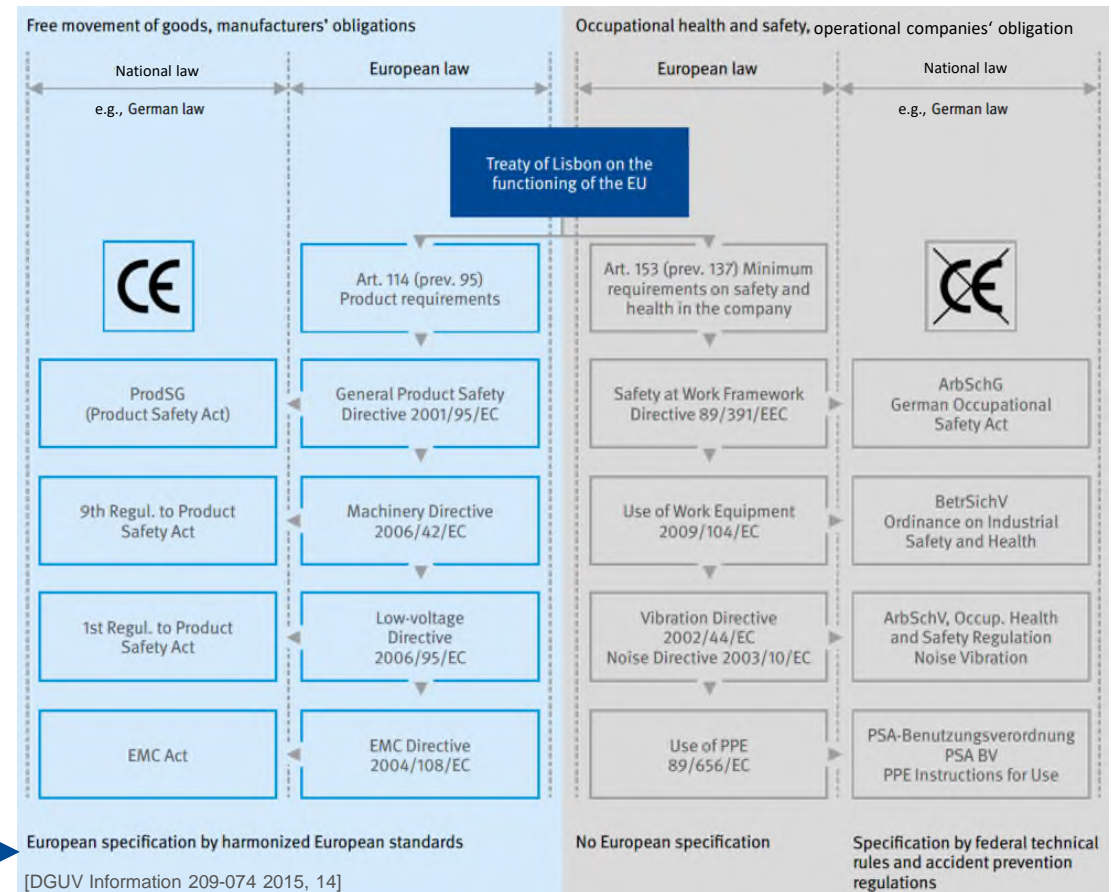 Free movement of goods, manufacturers' obligations
Occupational health and safety, operational companies‘ obligation
National law
European law
European law
National law
e.g., German law
e.g., German law
Treaty of Lisbon on the
functioning of the EU
CE
Art. 114 (prev. 95)
Product requirements
Art. 153 (prev. 137) Minimum
requirements on safety and
health in the company
CE
ProdSG
(Product Safety Act)
General Product Safety
Directive 2001/95/EC
Safety at Work Framework
Directive 89/391/EEC
ArbSchG
German Occupational
Safety Act
9th Regul. to Product
Safety Act
Machinery Directive
2006/42/EC
Use of Work Equipment
2009/104/EC
BetrSichV
Ordinance on Industrial
Safety and Health
1st Regul. to Product
Safety Act
Low-voltage
Directive
2006/95/EC
Vibration Directive
2002/44/EC
Noise Directive 2003/10/EC
ArbSchV, Occup. Health
and Safety Regulation
Noise Vibration
EMC Act
EMC Directive
2004/108/EC
Use of PPE
89/656/EC
PSA-Benutzungsverordnung
PSA BV
PPE Instructions for Use
European specification by harmonized European standards
No European specification
Specification by federal technical
rules and accident prevention
regulations
[DGUV Information 209-074 2015, 14]